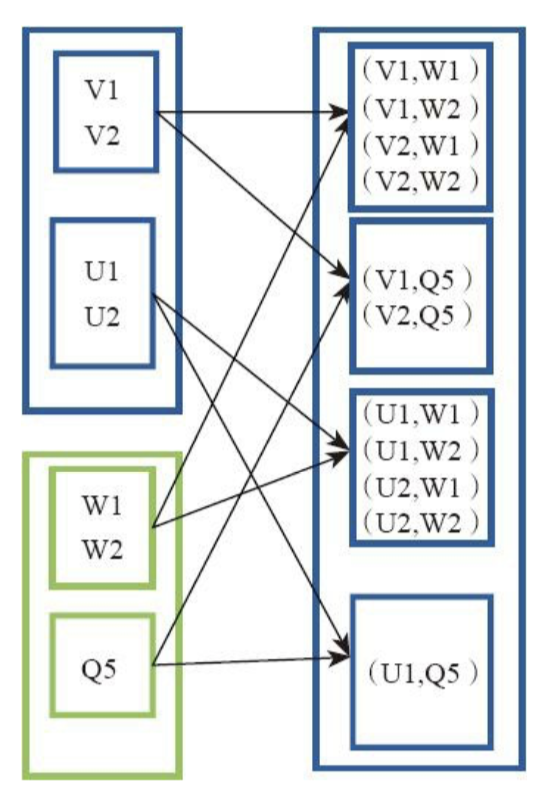 V1
V2
U1
U2
W1
W2
Q5
(V1,W1 )
(V1,W2 )
(V2,W1 )
(V2,W2 )
(V1,Q5 )
(V2,Q5 )
(U1,W1 )
(U1,W2 )
(U2,W1 )
(U2,W2 )
(U1,Q5 )